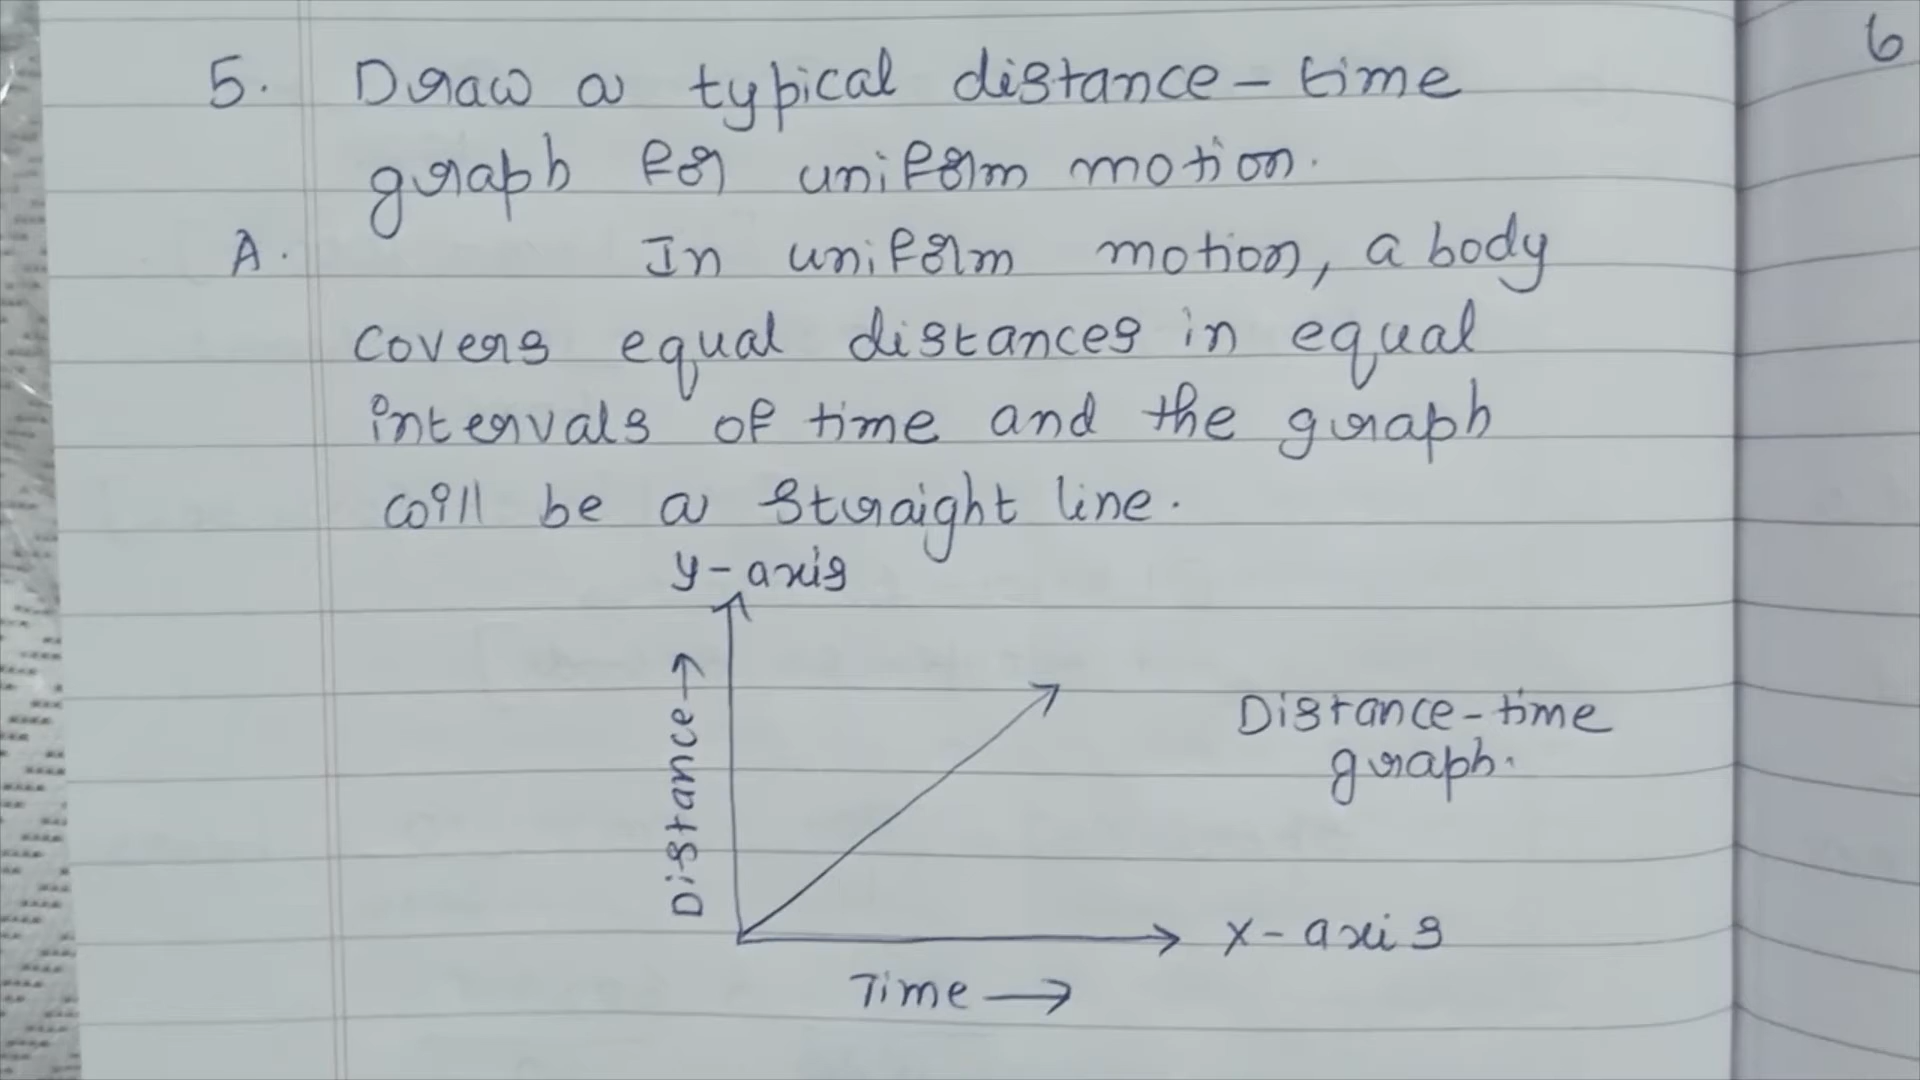 6
5. Draw a typical distance - time
graph for uniform motion.
A. In uniform motion, a body
covers equal distances in equal
intervals of time and the graph
will be a straight line.
y - axis
Distance →
Distance - time
graph.
X - axis
Time →